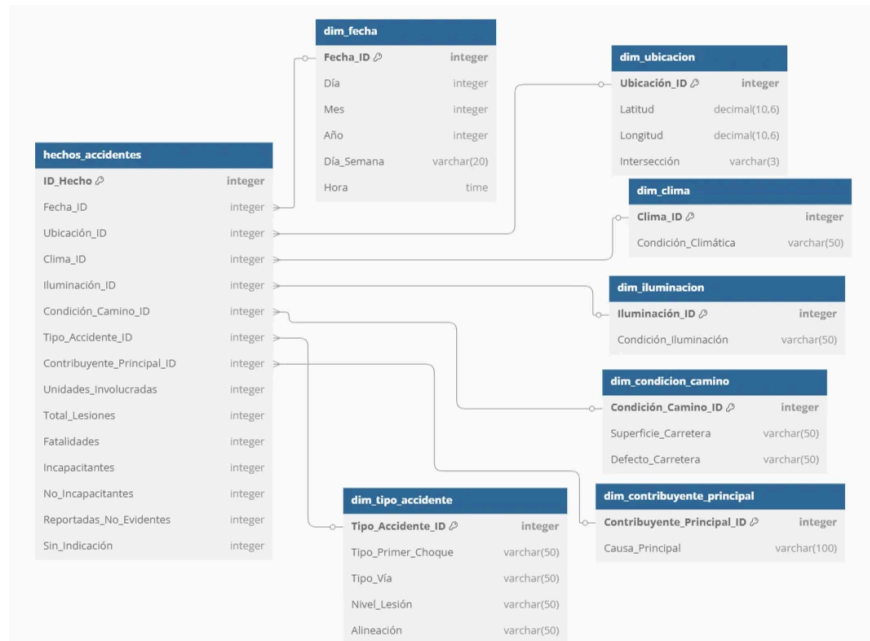 dim_fecha
Fecha_ID integer
Día integer
Mes integer
Año integer
Día_Semana varchar(20)
Hora time
dim_ubicacion
Ubicación_ID integer
Latitud decimal(10,6)
Longitud decimal(10,6)
Intersección varchar(3)
hechos_accidentes
ID_Hecho integer
Fecha_ID integer
Ubicación_ID integer
Clima_ID integer
Iluminación_ID integer
Condición_Camino_ID integer
Tipo_Accidente_ID integer
Contribuyente_Principal_ID integer
Unidades_Involucradas integer
Total_Lesiones integer
Fatalidades integer
Incapacitantes integer
No_Incapacitantes integer
Reportadas_No_Evidentes integer
Sin_Indicación integer
dim_clima
Clima_ID integer
Condición_Climática varchar(50)
dim_iluminacion
Iluminación_ID integer
Condición_Iluminación varchar(50)
dim_condicion_camino
Condición_Camino_ID integer
Superficie_Carretera varchar(50)
Defecto_Carretera varchar(50)
dim_tipo_accidente
Tipo_Accidente_ID integer
Tipo_Primer_Choque varchar(50)
Tipo_Vía varchar(50)
Nivel_Lesión varchar(50)
Alineación varchar(50)
dim_contribuyente_principal
Contribuyente_Principal_ID integer
Causa_Principal varchar(100)